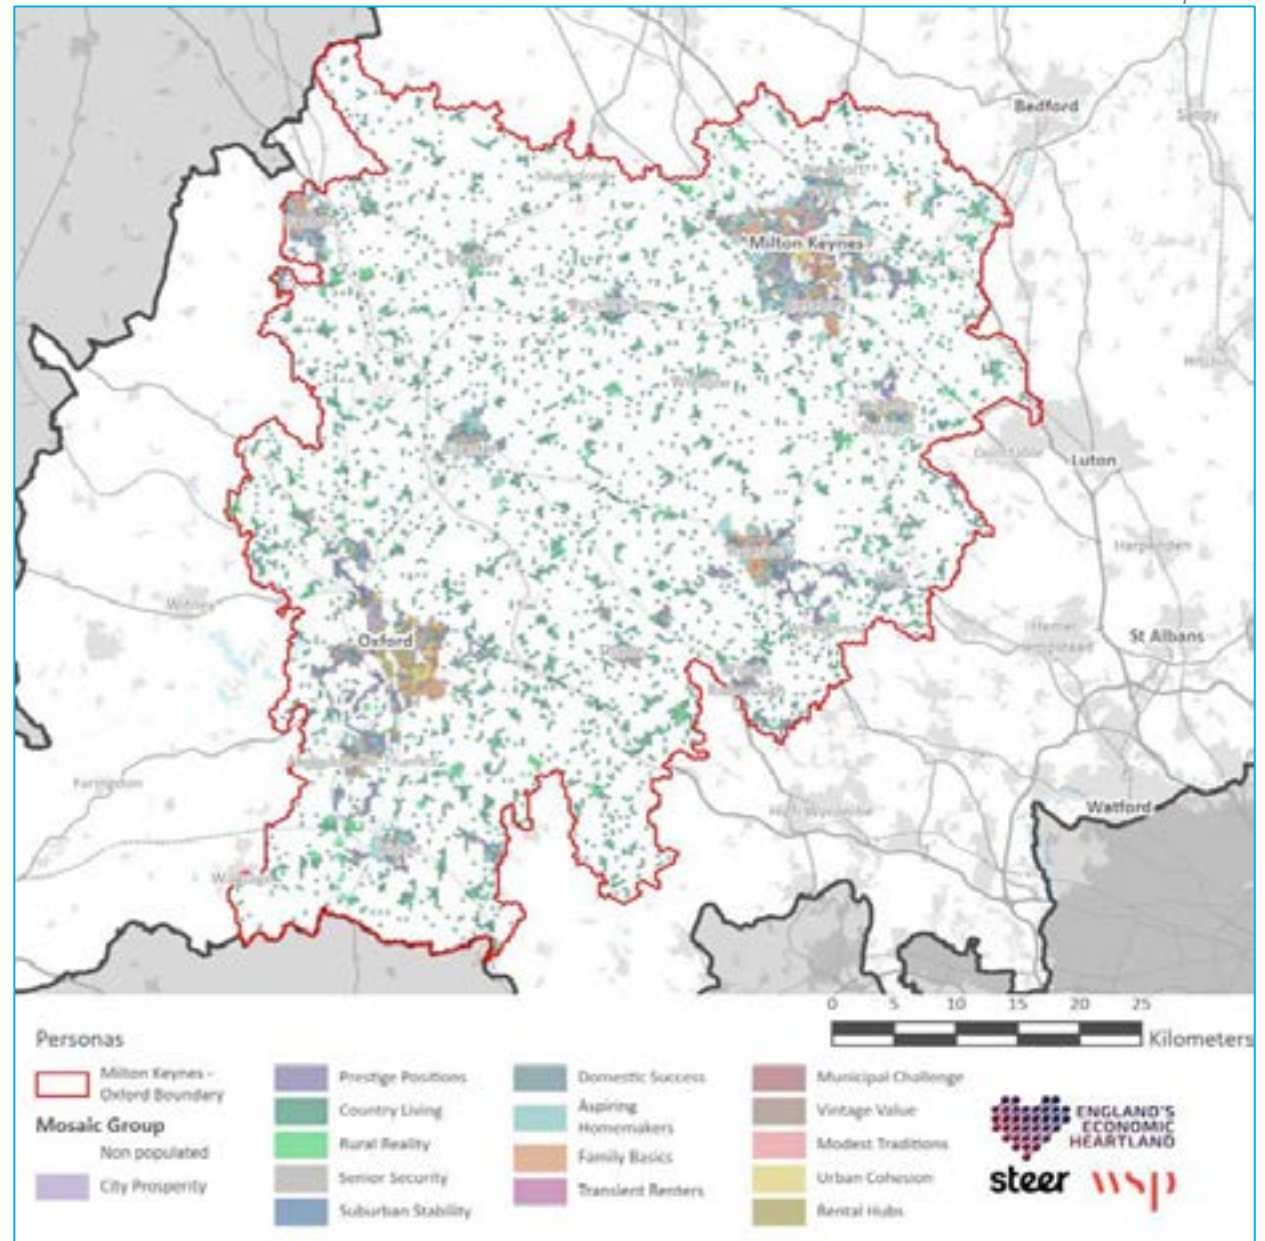 Bedford
Milton Keynes
Luton
Harpenden
Witney
Oxford
St Albans
Faringdon
Watford
0 5 10 15 20 25
Kilometers
Personas
Milton Keynes -
Oxford Boundary
Mosaic Group
Non populated
City Prosperity
Prestige Positions
Country Living
Rural Reality
Senior Security
Suburban Stability
Domestic Success
Aspiring
Homemakers
Family Basics
Transient Renters
Municipal Challenge
Vintage Value
Modest Traditions
Urban Cohesion
Rental Hubs
ENGLAND'S
ECONOMIC
HEARTLAND
steer
wsp